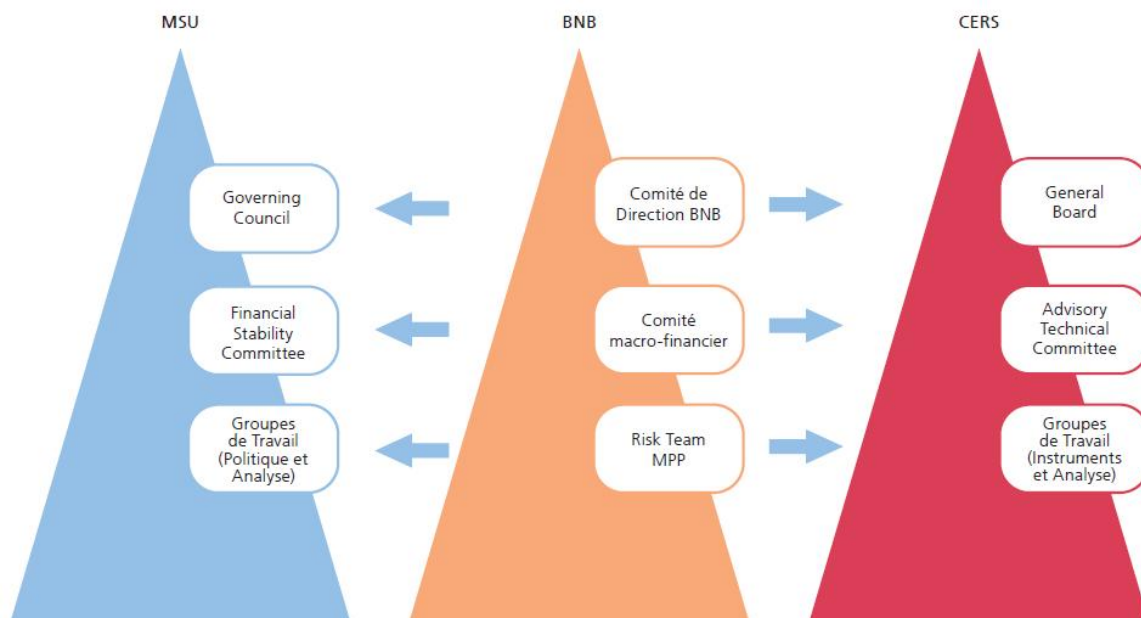 MSU
BNB
CERS
Governing
Council
Comité de
Direction BNB
General
Board
Financial
Stability
Committee
Comité
macro-financier
Advisory
Technical
Committee
Groupes
de Travail
(Politique et
Analyse)
Risk Team
MPP
Groupes
de Travail
(Instruments
et Analyse)